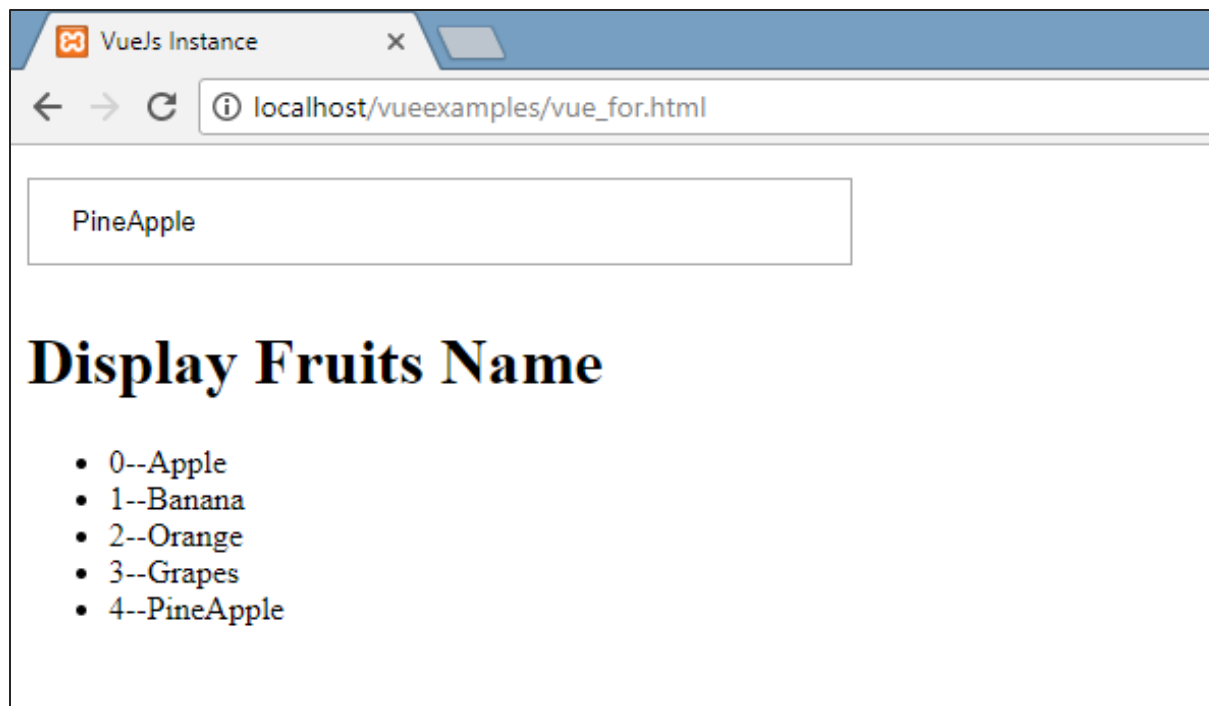 VueJs Instance
localhost/vueexamples/vue_for.html
PineApple
Display Fruits Name
0--Apple
1--Banana
2--Orange
3--Grapes
4--PineApple